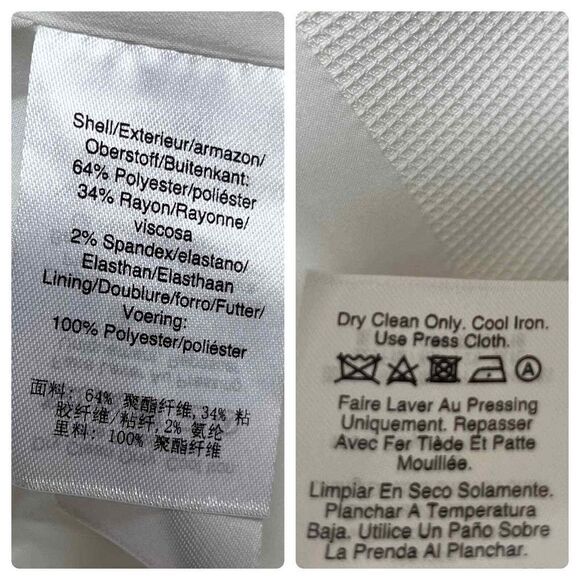 Shell/Exterieur/armazon/
Oberstoff/Buitenkant:
64% Polyester/poliéster
34% Rayon/Rayonne/
viscosa
2% Spandex/elastano/
Elasthan/Elasthaan
Lining/Doublure/forro/Futter/
Voering:
100% Polyester/poliéster
面料: 64% 聚酯纤维,34% 粘
胶纤维/粘纤,2% 氨纶
里料: 100% 聚酯纤维
Dry Clean Only. Cool Iron.
Use Press Cloth.
A
Faire Laver Au Pressing
Uniquement. Repasser
Avec Fer Tiède Et Patte
Mouillée.
Limpiar En Seco Solamente.
Planchar A Temperatura
Baja. Utilice Un Paño Sobre
La Prenda Al Planchar.